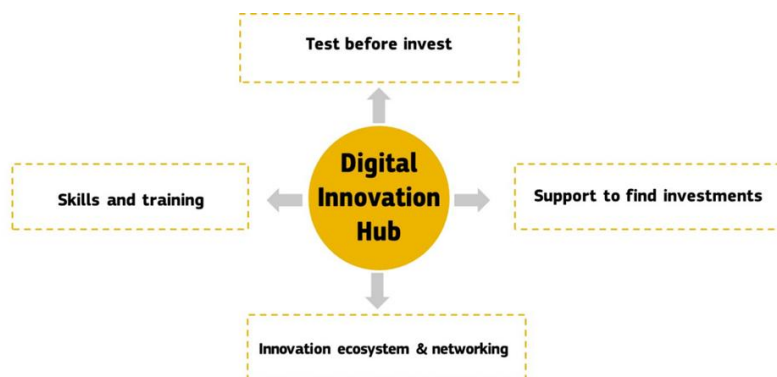 Test before invest
Digital
Innovation
Hub
Skills and training
Support to find investments
Innovation ecosystem & networking